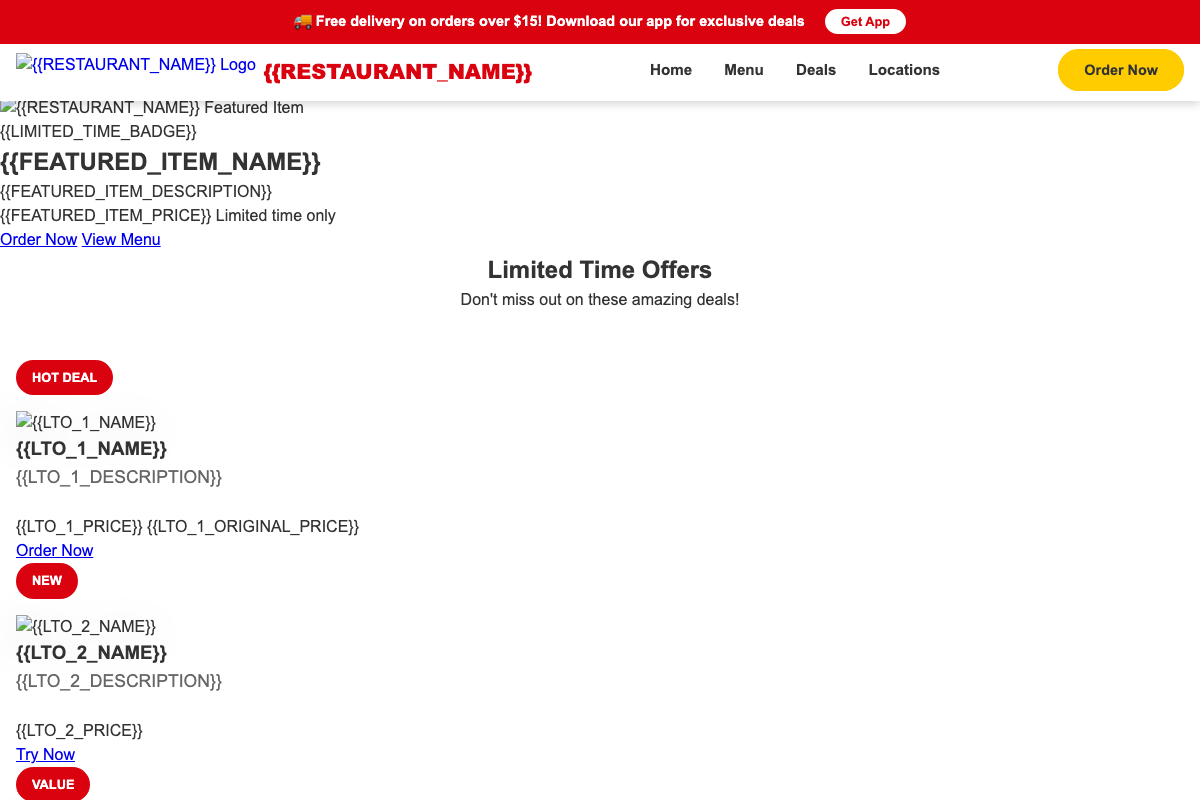 🚚 Free delivery on orders over $15! Download our app for exclusive deals Get App
{{RESTAURANT_NAME}} Logo {{RESTAURANT_NAME}} Home Menu Deals Locations Order Now
{{RESTAURANT_NAME}} Featured Item
{{LIMITED_TIME_BADGE}}
{{FEATURED_ITEM_NAME}}
{{FEATURED_ITEM_DESCRIPTION}}
{{FEATURED_ITEM_PRICE}} Limited time only
Order Now View Menu
Limited Time Offers
Don't miss out on these amazing deals!
HOT DEAL
{{LTO_1_NAME}}
{{LTO_1_NAME}}
{{LTO_1_DESCRIPTION}}
{{LTO_1_PRICE}} {{LTO_1_ORIGINAL_PRICE}}
Order Now
NEW
{{LTO_2_NAME}}
{{LTO_2_NAME}}
{{LTO_2_DESCRIPTION}}
{{LTO_2_PRICE}}
Try Now
VALUE